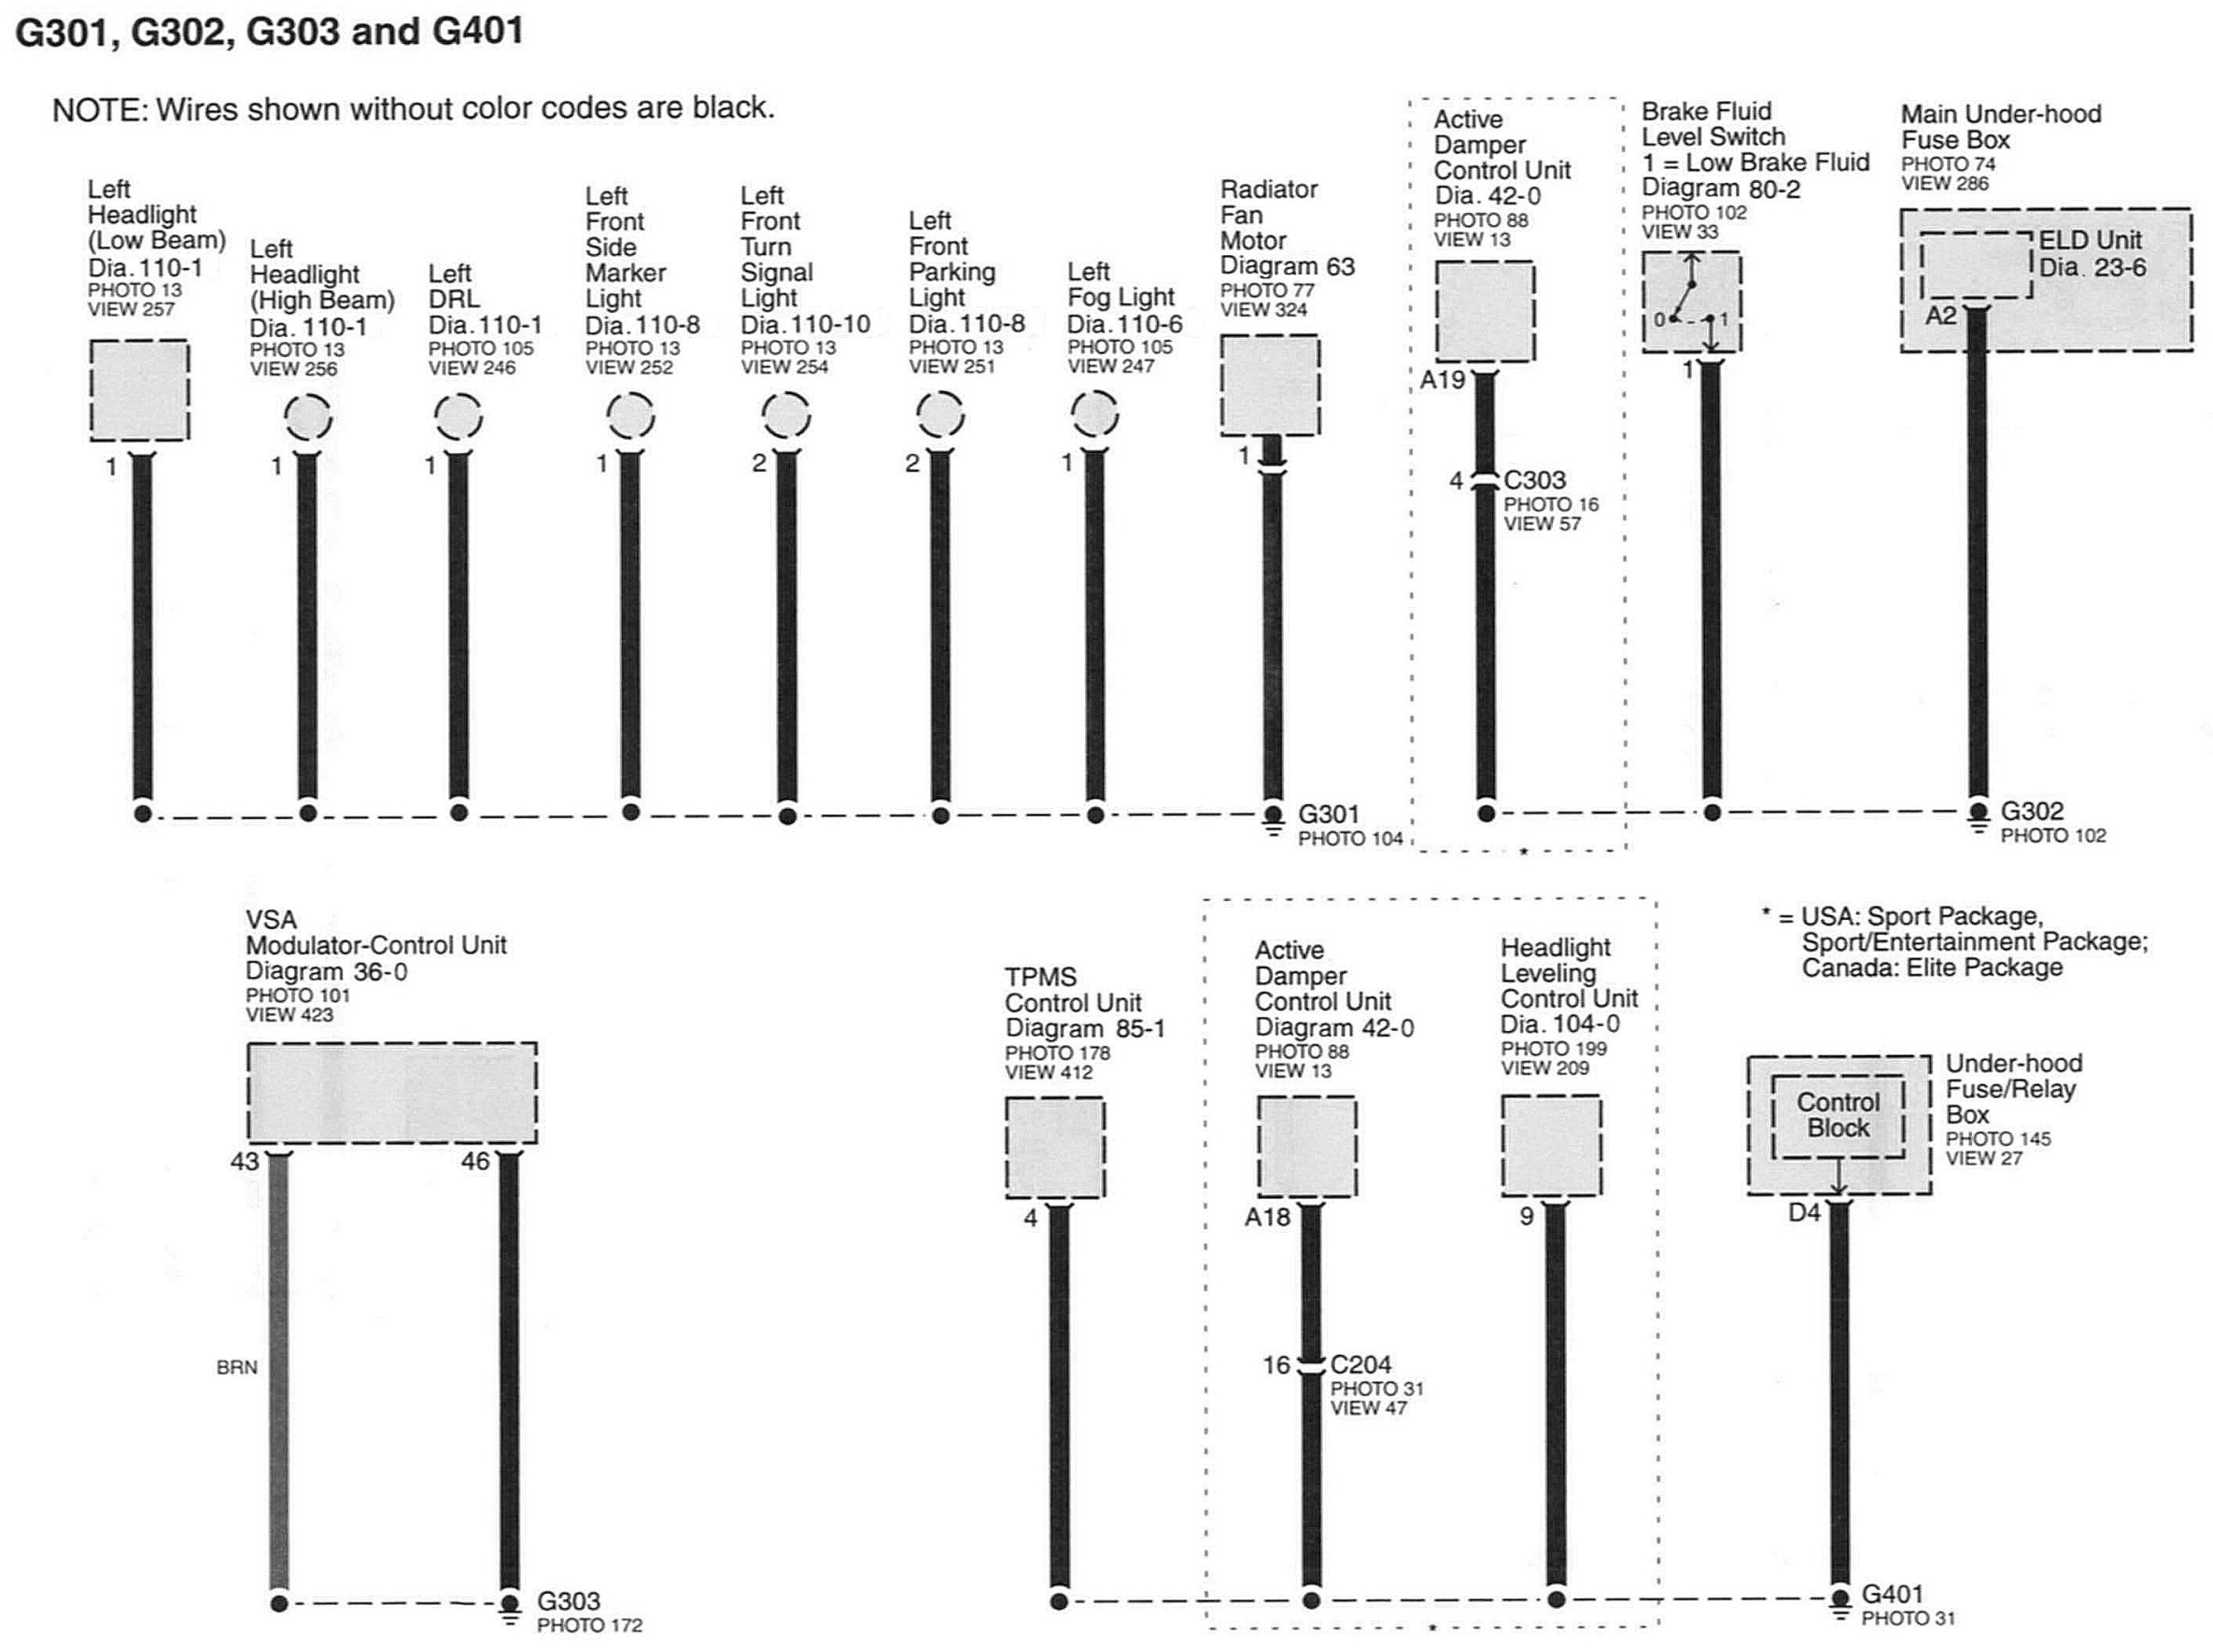 G301, G302, G303 and G401
NOTE: Wires shown without color codes are black.
Left
Headlight
(Low Beam)
Dia. 110-1
PHOTO 13
VIEW 257
1
Left
Headlight
(High Beam)
Dia. 110-1
PHOTO 13
VIEW 256
1
Left
DRL
Dia. 110-1
PHOTO 105
VIEW 246
1
Left
Front
Side
Marker
Light
Dia. 110-8
PHOTO 13
VIEW 252
1
Left
Front
Turn
Signal
Light
Dia. 110-10
PHOTO 13
VIEW 254
2
Left
Front
Parking
Light
Dia. 110-8
PHOTO 13
VIEW 251
2
Left
Fog Light
Dia. 110-6
PHOTO 105
VIEW 247
1
Radiator
Fan
Motor
Diagram 63
PHOTO 77
VIEW 324
1
G301
PHOTO 104
Active
Damper
Control Unit
Dia. 42-0
PHOTO 88
VIEW 13
A19
4
C303
PHOTO 16
VIEW 57
*
Brake Fluid
Level Switch
1 = Low Brake Fluid
Diagram 80-2
PHOTO 102
VIEW 33
0 1
1
Main Under-hood
Fuse Box
PHOTO 74
VIEW 286
ELD Unit
Dia. 23-6
A2
G302
PHOTO 102
VSA
Modulator-Control Unit
Diagram 36-0
PHOTO 101
VIEW 423
43
46
BRN
G303
PHOTO 172
TPMS
Control Unit
Diagram 85-1
PHOTO 178
VIEW 412
4
Active
Damper
Control Unit
Diagram 42-0
PHOTO 88
VIEW 13
A18
16
C204
PHOTO 31
VIEW 47
Headlight
Leveling
Control Unit
Dia. 104-0
PHOTO 199
VIEW 209
9
*
* = USA: Sport Package,
Sport/Entertainment Package;
Canada: Elite Package
Control
Block
Under-hood
Fuse/Relay
Box
PHOTO 145
VIEW 27
D4
G401
PHOTO 31